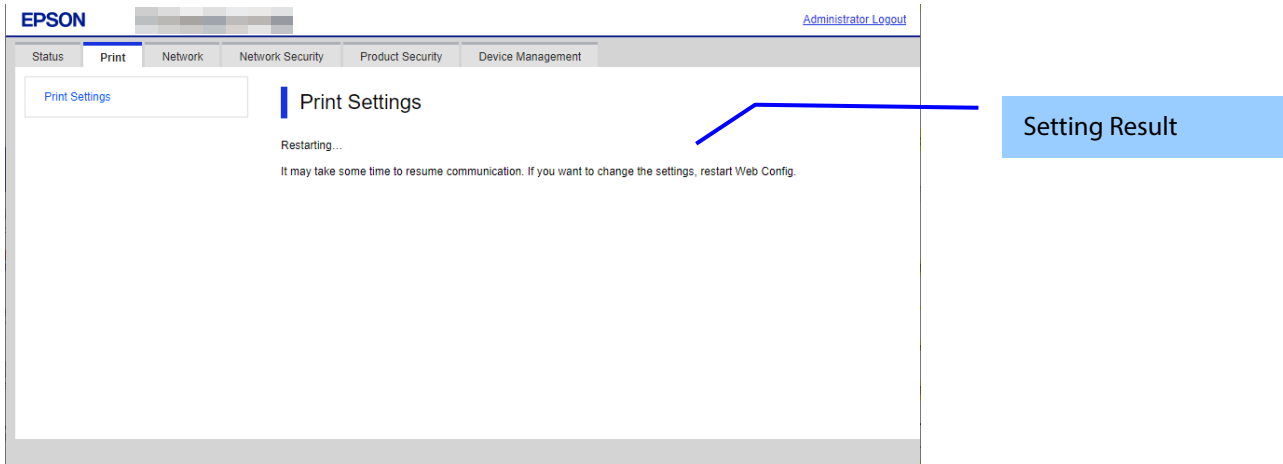 EPSON
Administrator Logout
Status Print Network Network Security Product Security Device Management
Print Settings
Print Settings
Restarting...
It may take some time to resume communication. If you want to change the settings, restart Web Config.
Setting Result